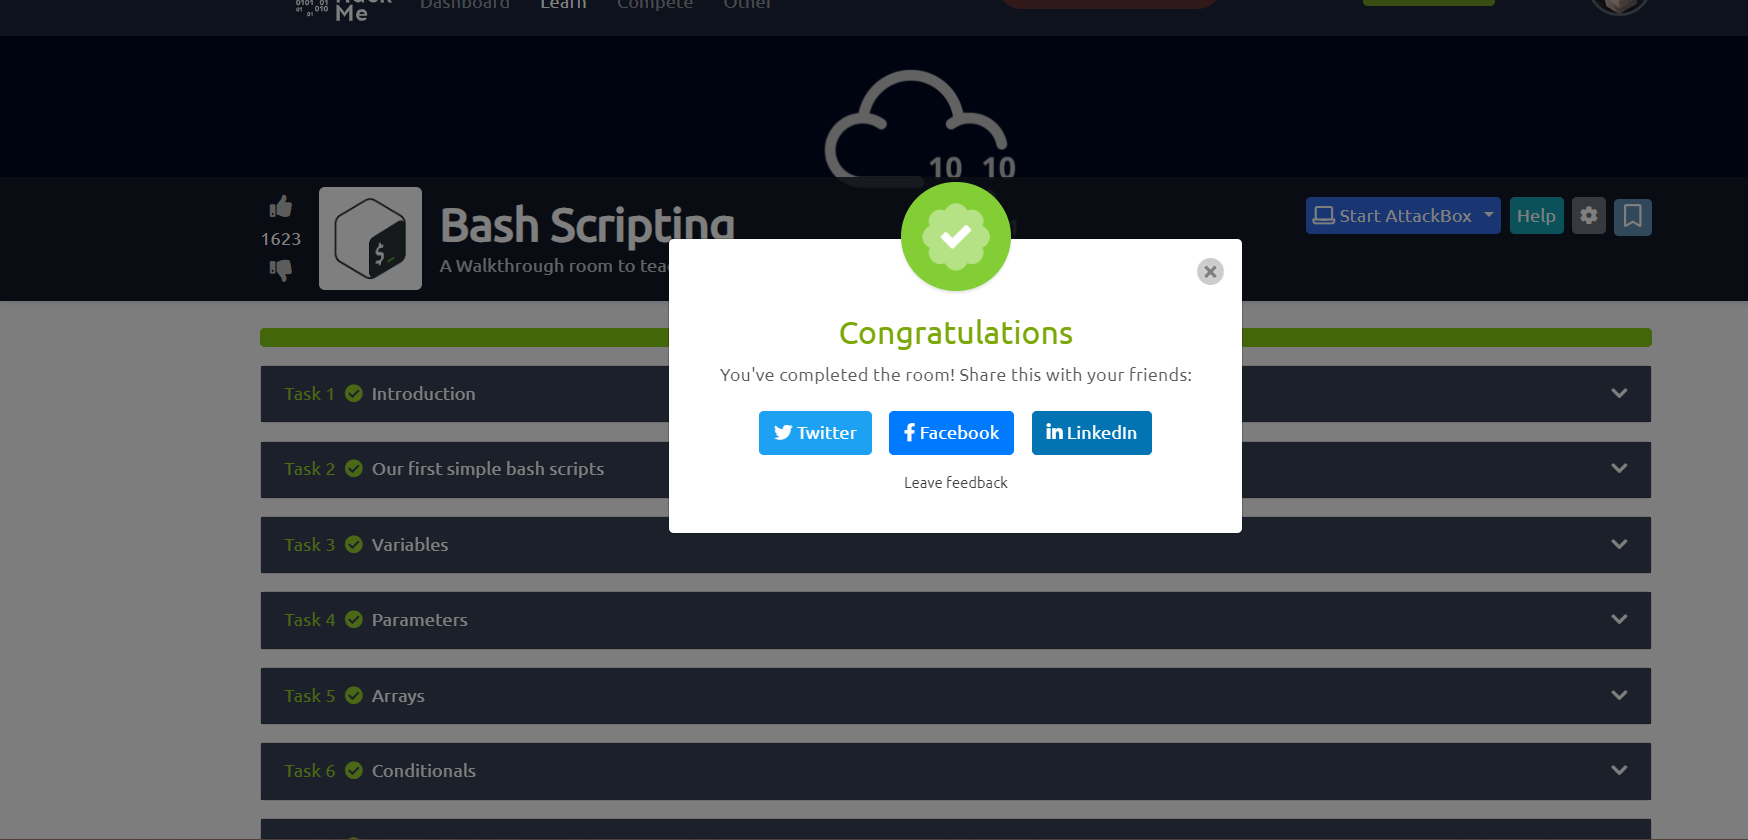 Me
Dashboard Learn Compete Other
10 10
1623
Bash Scripting
A Walkthrough room to
Start AttackBox
Help
Congratulations
You've completed the room! Share this with your friends:
Twitter
Facebook
LinkedIn
Leave feedback
Task 1 Introduction
Task 2 Our first simple bash scripts
Task 3 Variables
Task 4 Parameters
Task 5 Arrays
Task 6 Conditionals